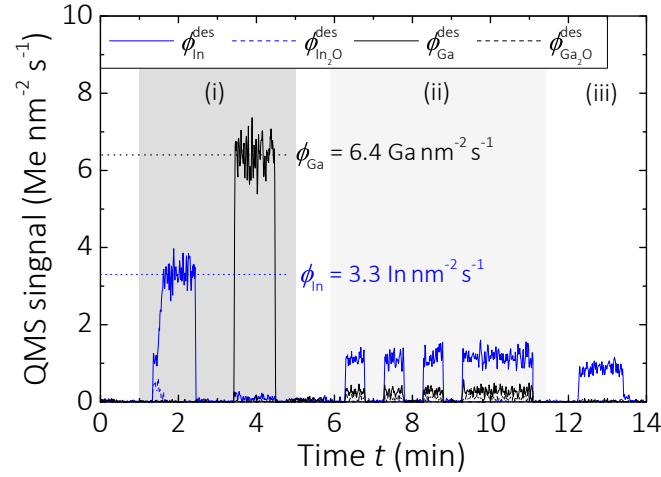 ϕ_In^des ϕ_In₂O^des ϕ_Ga^des ϕ_Ga₂O^des
(i) (ii) (iii)
ϕ_Ga = 6.4 Ga nm⁻² s⁻¹
ϕ_In = 3.3 In nm⁻² s⁻¹
10
8
6
4
2
0
QMS singnal (Me nm⁻² s⁻¹)
0 2 4 6 8 10 12 14
Time t (min)